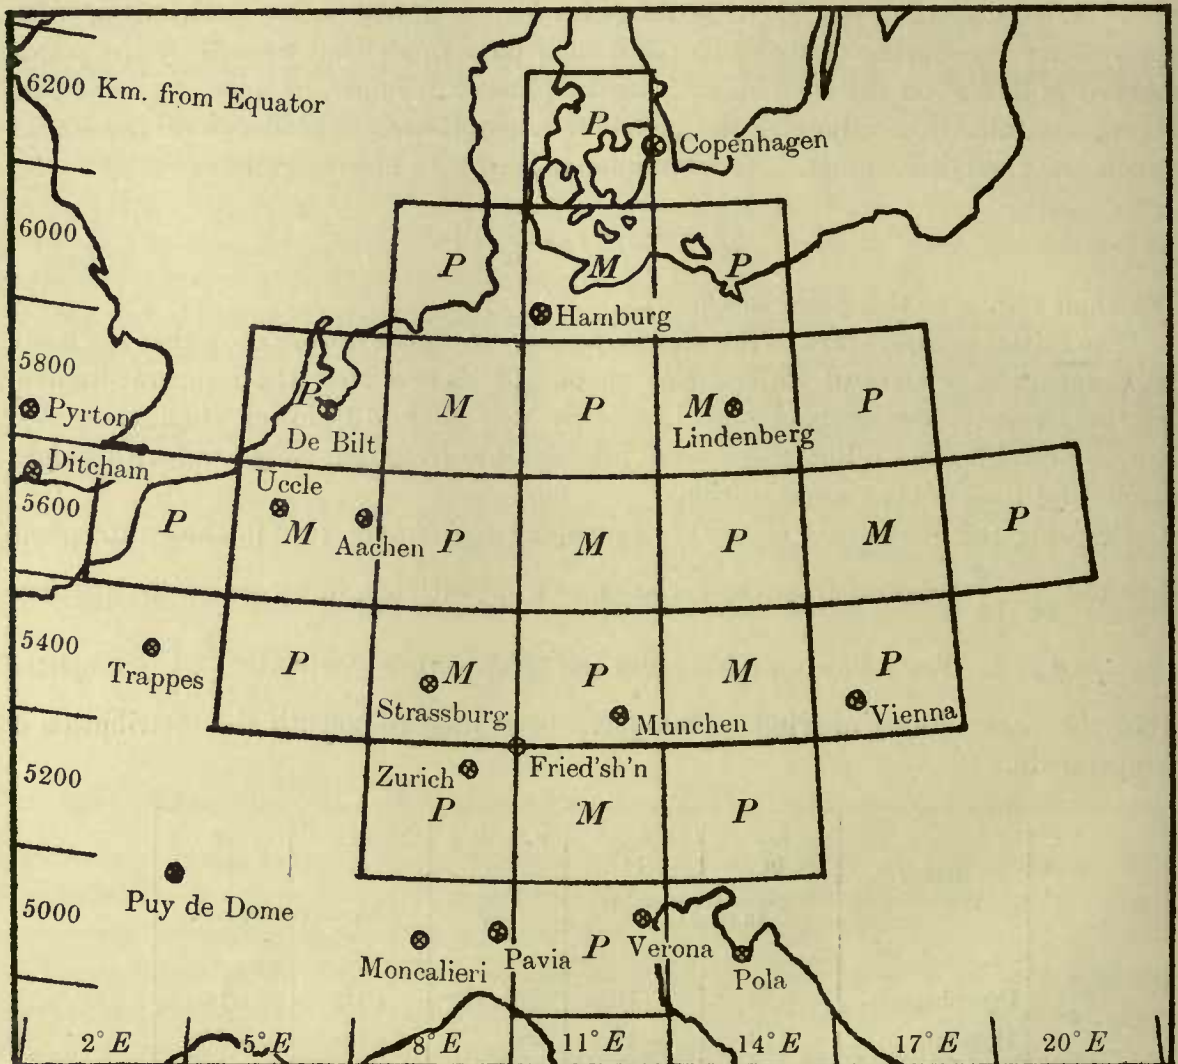 6200 Km. from Equator
P
Copenhagen
6000
P
M
P
Hamburg
5800
Pyrton
P
De Bilt
M
P
M
Lindenberg
P
Ditcham
5600
P
Uccle
M
Aachen
P
M
P
M
P
5400
Trappes
P
M
Strassburg
P
München
M
P
Vienna
5200
Zurich
P
Fried'sh'n
M
P
Puy de Dome
5000
Moncalieri
Pavia
P
Verona
Pola
2° E 5° E 8° E 11° E 14° E 17° E 20° E